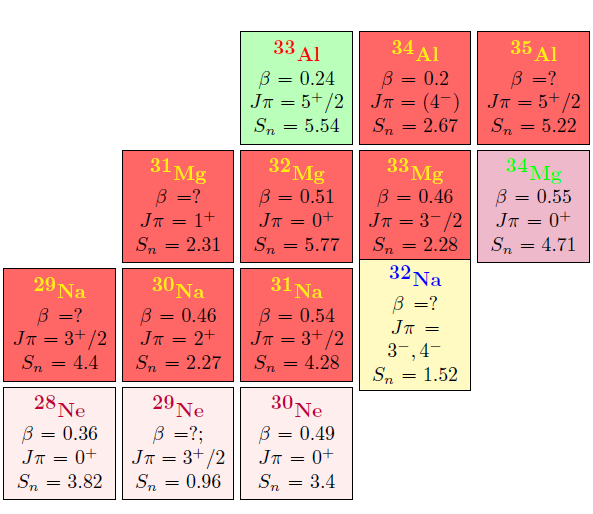 ³³Al
β = 0.24
Jπ = 5⁺/2
Sₙ = 5.54
³⁴Al
β = 0.2
Jπ = (4⁻)
Sₙ = 2.67
³⁵Al
β =?
Jπ = 5⁺/2
Sₙ = 5.22
³¹Mg
β =?
Jπ = 1⁺
Sₙ = 2.31
³²Mg
β = 0.51
Jπ = 0⁺
Sₙ = 5.77
³³Mg
β = 0.46
Jπ = 3⁻/2
Sₙ = 2.28
³⁴Mg
β = 0.55
Jπ = 0⁺
Sₙ = 4.71
²⁹Na
β =?
Jπ = 3⁺/2
Sₙ = 4.4
³⁰Na
β = 0.46
Jπ = 2⁺
Sₙ = 2.27
³¹Na
β = 0.54
Jπ = 3⁺/2
Sₙ = 4.28
³²Na
β =?
Jπ =
3⁻, 4⁻
Sₙ = 1.52
²⁸Ne
β = 0.36
Jπ = 0⁺
Sₙ = 3.82
²⁹Ne
β =?;
Jπ = 3⁺/2
Sₙ = 0.96
³⁰Ne
β = 0.49
Jπ = 0⁺
Sₙ = 3.4